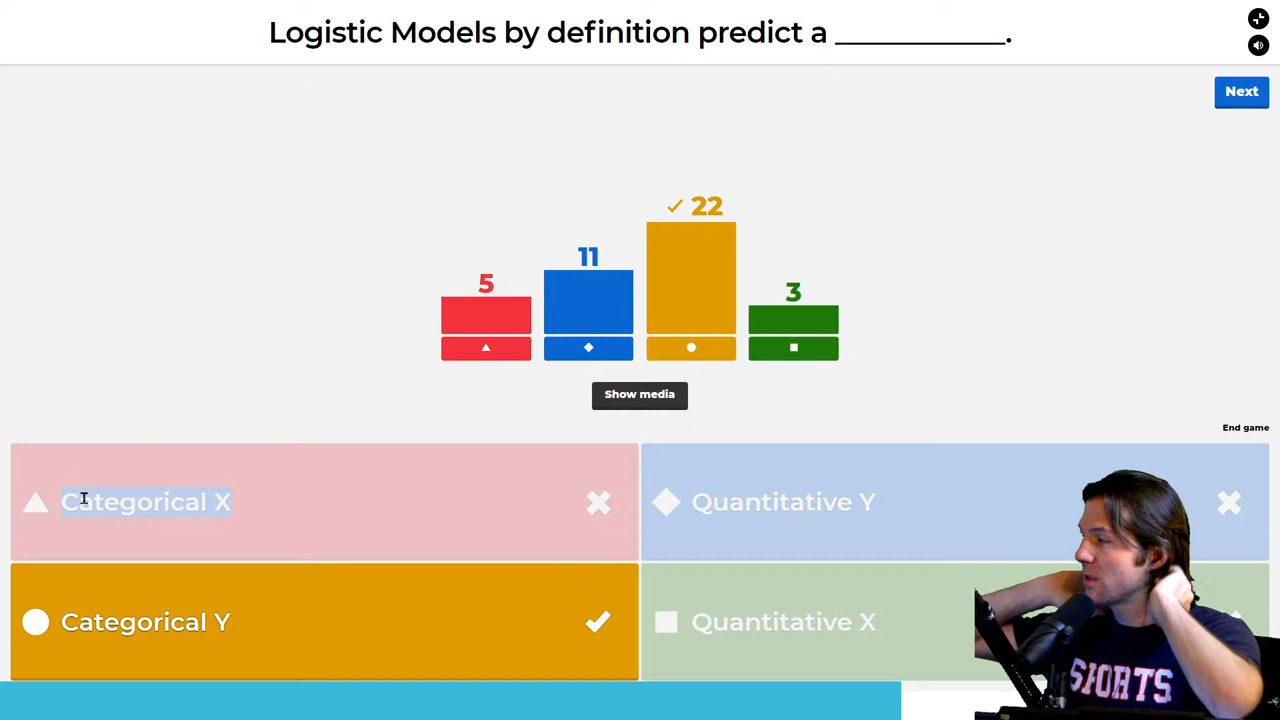 Logistic Models by definition predict a ___________.
Next
22
11
5
3
Show media
End game
Categorical X
Quantitative Y
Categorical Y
Quantitative X